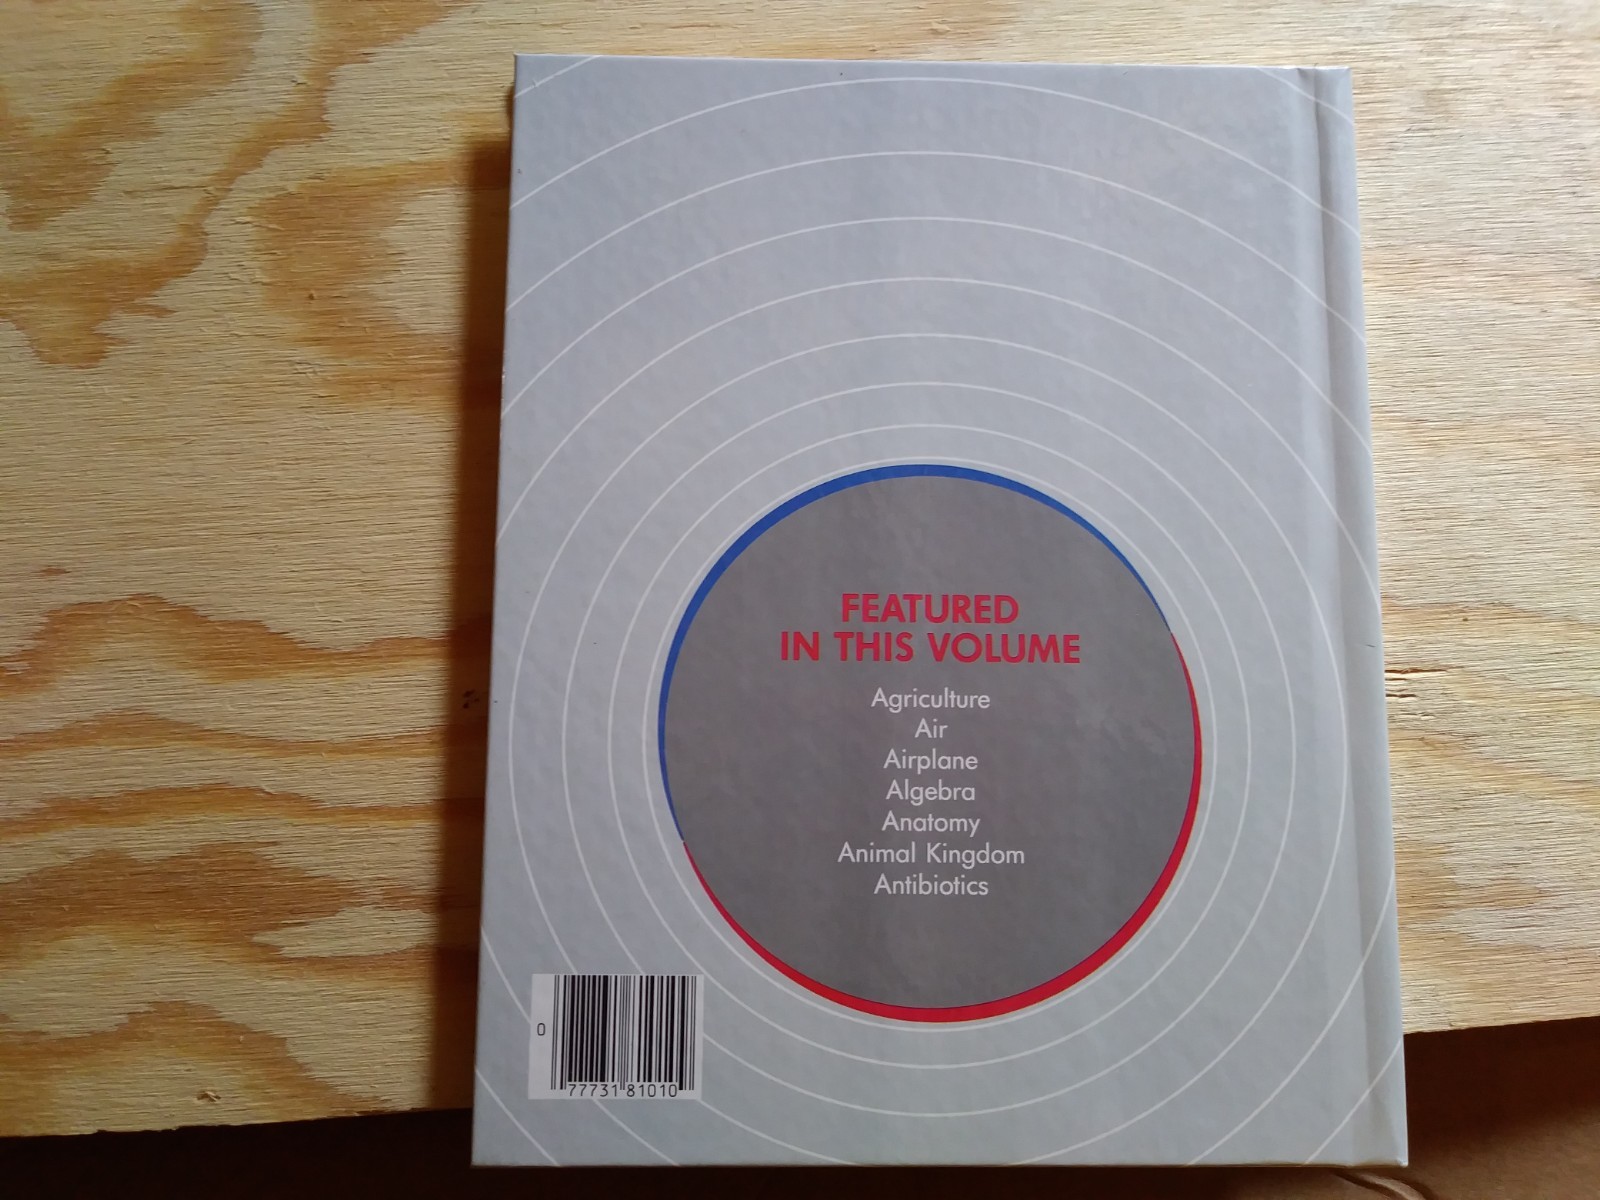 FEATURED
IN THIS VOLUME
Agriculture
Air
Airplane
Algebra
Anatomy
Animal Kingdom
Antibiotics
0 77731 81010